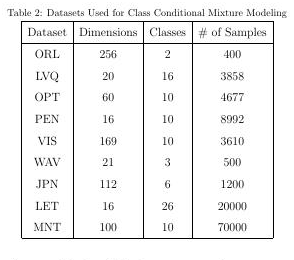 Table 2: Datasets Used for Class Conditional Mixture Modeling
Dataset Dimensions Classes # of Samples
ORL 256 2 400
LVQ 20 16 3858
OPT 60 10 4677
PEN 16 10 8992
VIS 169 10 3610
WAV 21 3 500
JPN 112 6 1200
LET 16 26 20000
MNT 100 10 70000